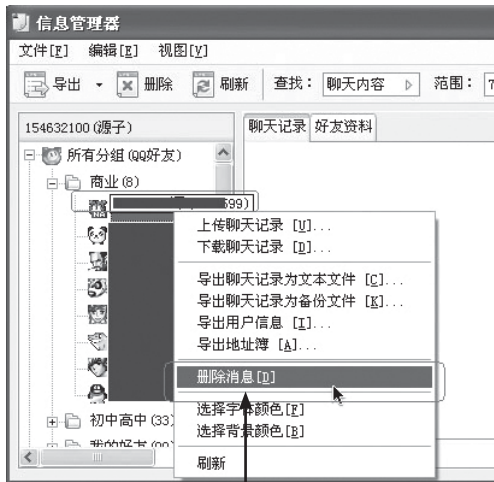 信息管理器
文件[F] 编辑[E] 视图[V]
导出 删除 刷新 查找： 聊天内容 范围：
154632100(源子)
聊天记录 好友资料
所有分组(QQ好友)
商业(8)
599)
上传聊天记录 [U]...
下载聊天记录 [D]...
导出聊天记录为文本文件 [C]...
导出聊天记录为备份文件 [K]...
导出用户信息 [I]...
导出地址簿 [A]...
删除消息[D]
选择字体颜色[F]
选择背景颜色[B]
刷新
初中高中(33)
我的好友